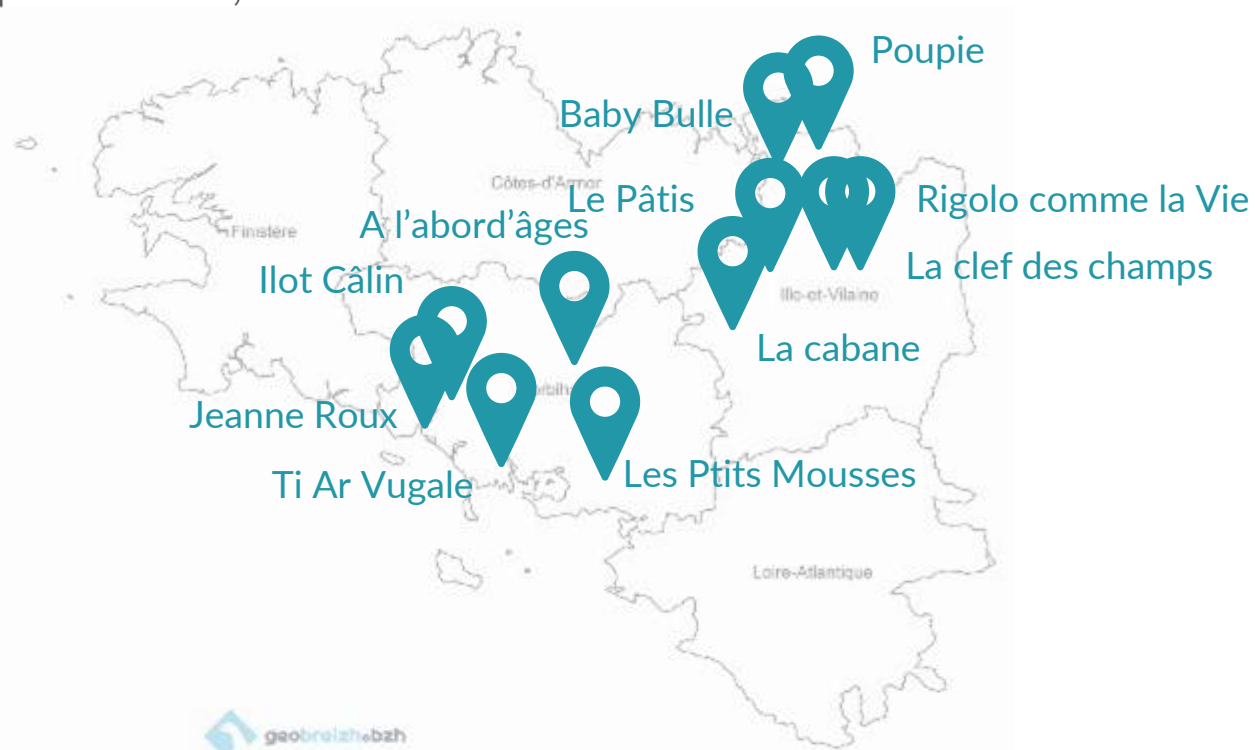 Poupie
Baby Bulle
Côtes-d'Armor
Le Pâtis
Rigolo comme la Vie
A l'abord'âges
Finistère
La clef des champs
Ilot Câlin
Ille-et-Vilaine
La cabane
Jeanne Roux
Ti Ar Vugale
Les Ptits Mousses
Loire-Atlantique
geobreizh.bzh